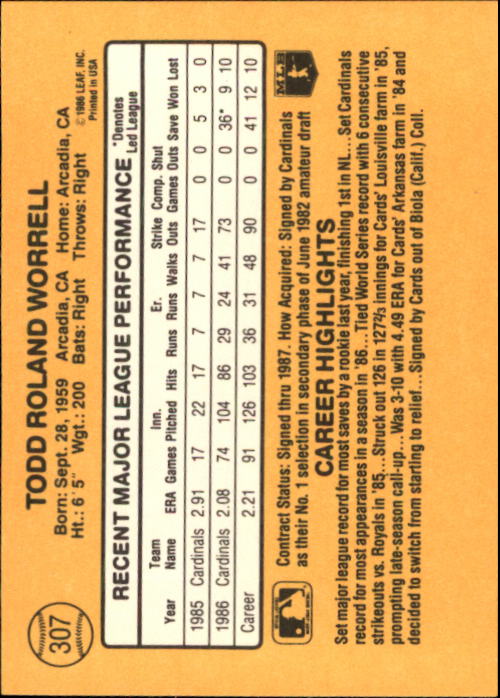 307
TODD ROLAND WORRELL
Born: Sept. 28, 1959 Arcadia, CA Home: Arcadia, CA
Ht.: 6' 5" Wgt.: 200 Bats: Right Throws: Right
© 1986 LEAF, INC.
Printed in USA
RECENT MAJOR LEAGUE PERFORMANCE *Denotes Led League
Year Team Name ERA Games Inn. Pitched Hits Runs Er. Runs Walks Strike Outs Comp. Games Shut Outs Save Won Lost
1985 Cardinals 2.91 17 22 17 7 7 7 17 0 0 5 3 0
1986 Cardinals 2.08 74 104 86 29 24 41 73 0 0 36* 9 10
Career 2.21 91 126 103 36 31 48 90 0 0 41 12 10
Contract Status: Signed thru 1987. How Acquired: Signed by Cardinals
as their No. 1 selection in secondary phase of June 1982 amateur draft
MLB
CAREER HIGHLIGHTS
Set major league record for most saves by a rookie last year, finishing 1st in NL...Set Cardinals
record for most appearances in a season in '86...Tied World Series record with 6 consecutive
strikeouts vs. Royals in '85...Struck out 126 in 127⅔ innings for Cards' Louisville farm in '85,
prompting late-season call-up...Was 3-10 with 4.49 ERA for Cards' Arkansas farm in '84 and
decided to switch from starting to relief...Signed by Cards out of Biola (Calif.) Coll.